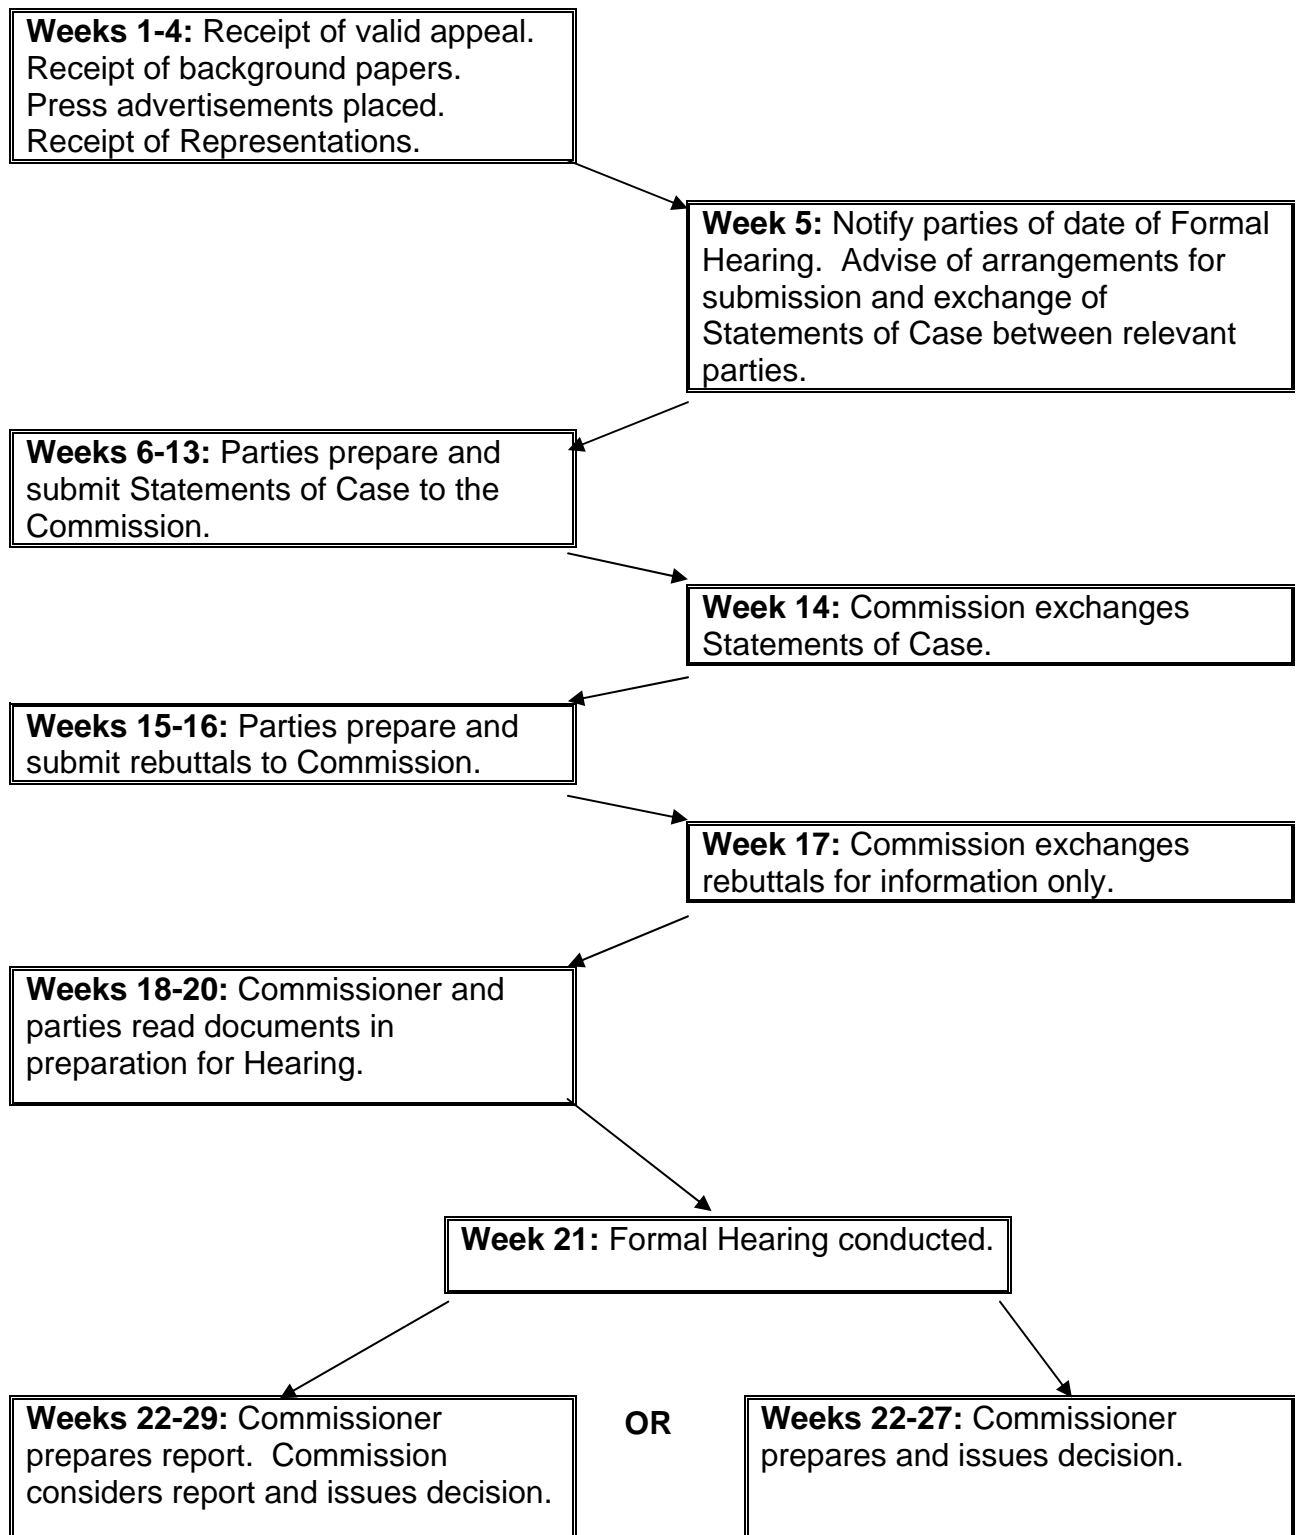 Weeks 1-4: Receipt of valid appeal.
Receipt of background papers.
Press advertisements placed.
Receipt of Representations.
Week 5: Notify parties of date of Formal
Hearing.  Advise of arrangements for
submission and exchange of
Statements of Case between relevant
parties.
Weeks 6-13: Parties prepare and
submit Statements of Case to the
Commission.
Week 14: Commission exchanges
Statements of Case.
Weeks 15-16: Parties prepare and
submit rebuttals to Commission.
Week 17: Commission exchanges
rebuttals for information only.
Weeks 18-20: Commissioner and
parties read documents in
preparation for Hearing.
Week 21: Formal Hearing conducted.
Weeks 22-29: Commissioner
prepares report.  Commission
considers report and issues decision.
OR
Weeks 22-27: Commissioner
prepares and issues decision.